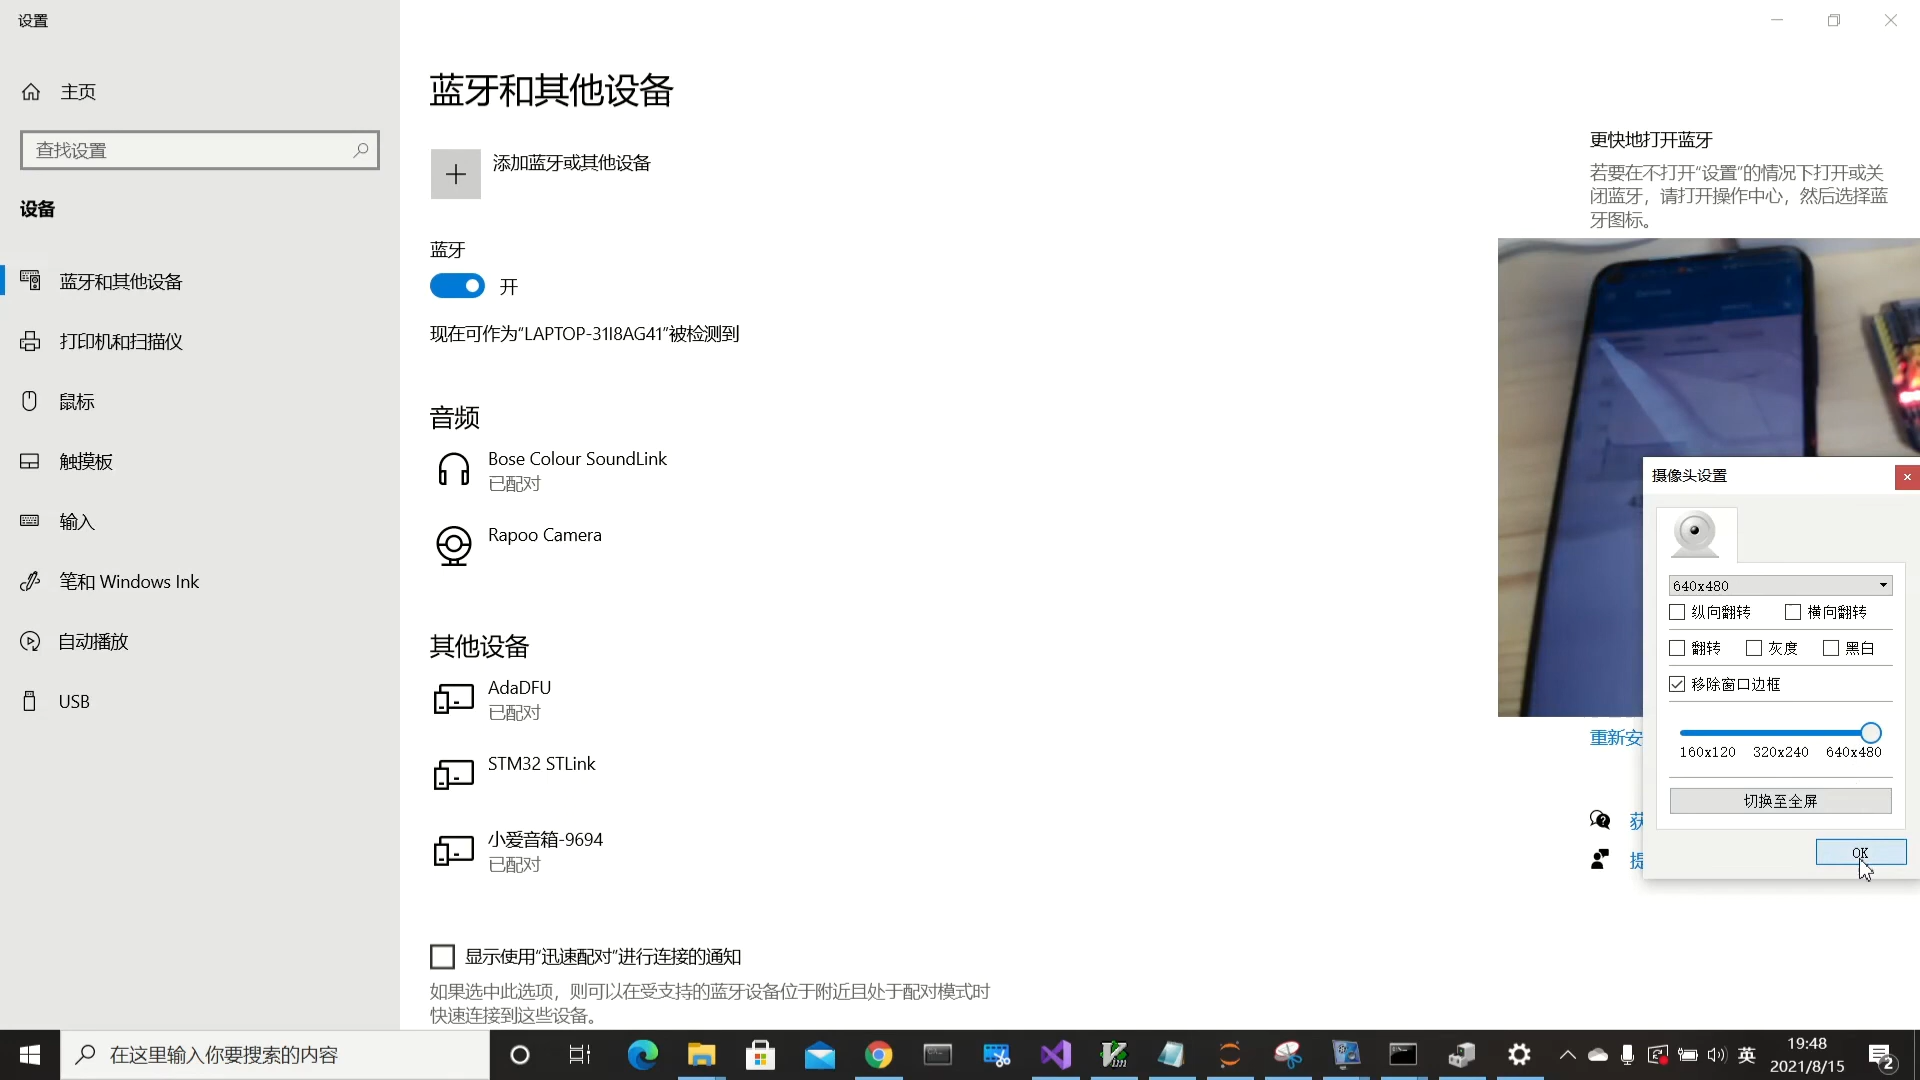 设置
主页
查找设置
设备
蓝牙和其他设备
打印机和扫描仪
鼠标
触摸板
输入
笔和 Windows Ink
自动播放
USB
蓝牙和其他设备
添加蓝牙或其他设备
蓝牙
开
现在可作为“LAPTOP-31I8AG41”被检测到
音频
Bose Colour SoundLink
已配对
Rapoo Camera
其他设备
AdaDFU
已配对
STM32 STLink
小爱音箱-9694
已配对
显示使用“迅速配对”进行连接的通知
如果选中此选项，则可以在受支持的蓝牙设备位于附近且处于配对模式时
快速连接到这些设备。
更快地打开蓝牙
若要在不打开“设置”的情况下打开或关
闭蓝牙，请打开操作中心，然后选择蓝
牙图标。
重新安
获
提
摄像头设置
640x480
纵向翻转 横向翻转
翻转 灰度 黑白
移除窗口边框
160x120 320x240 640x480
切换至全屏
OK
在这里输入你要搜索的内容
英
19:48
2021/8/15
2